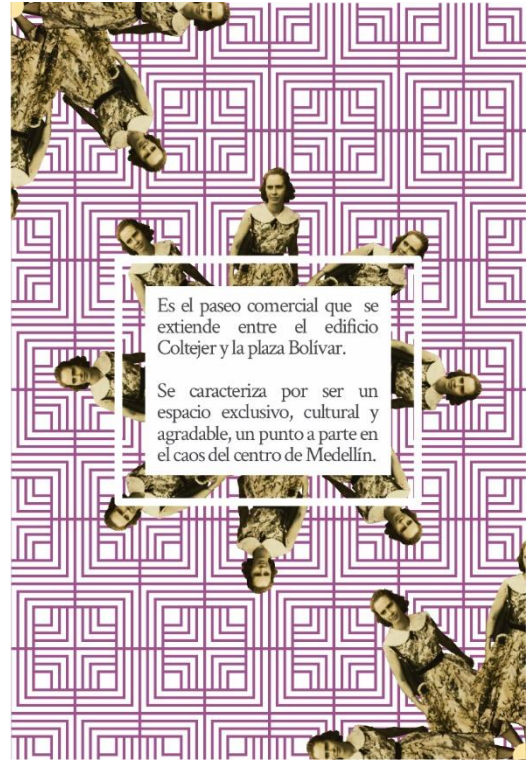 Es el paseo comercial que se
extiende entre el edificio
Coltejer y la plaza Bolívar.
Se caracteriza por ser un
espacio exclusivo, cultural y
agradable, un punto a parte en
el caos del centro de Medellín.